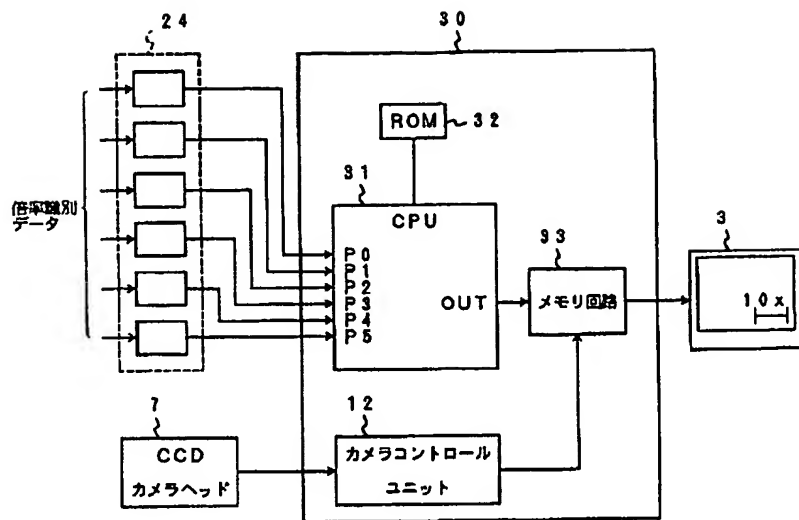 24
30
ROM
32
倍率識別
データ
31
CPU
P0
P1
P2
P3
P4
P5
OUT
33
メモリ回路
3
10x
7
CCD
カメラヘッド
12
カメラコントロール
ユニット